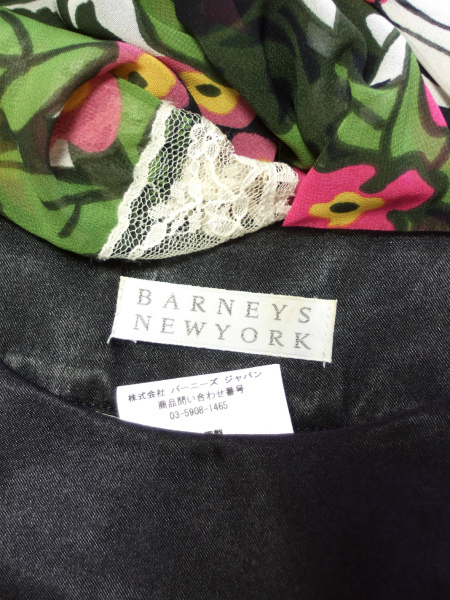 BARNEYS
NEWYORK
株式会社 バーニーズ ジャパン
商品問い合わせ番号
03-5908-1465